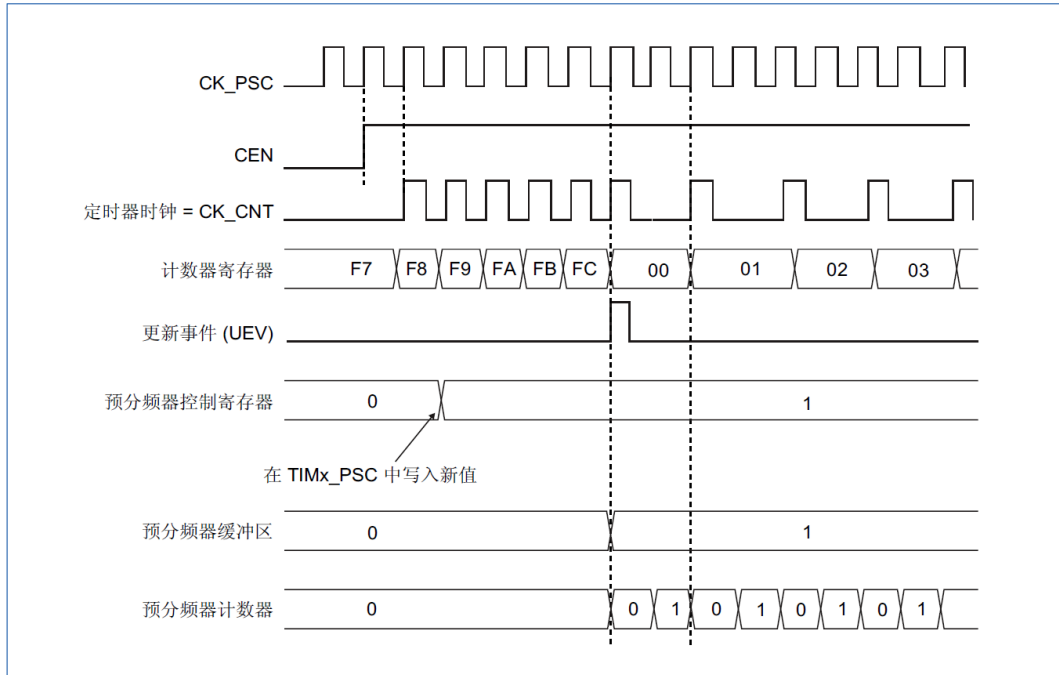 CK_PSC
CEN
定时器时钟 = CK_CNT
计数器寄存器 F7 F8 F9 FA FB FC 00 01 02 03
更新事件 (UEV)
预分频器控制寄存器 0 1
在 TIMx_PSC 中写入新值
预分频器缓冲区 0 1
预分频器计数器 0 0 1 0 1 0 1 0 1